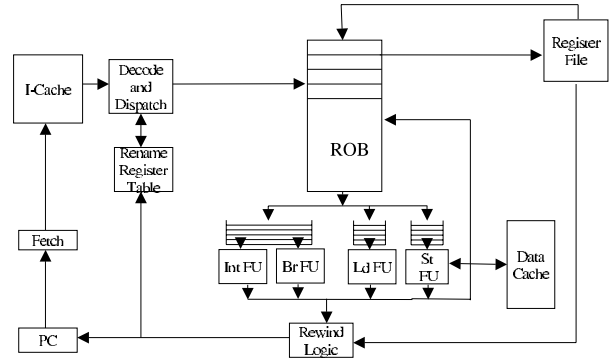 I-Cache
Decode
and
Dispatch
Register
File
ROB
Rename
Register
Table
Fetch
Int FU
Br FU
Ld FU
St
FU
Data
Cache
PC
Rewind
Logic